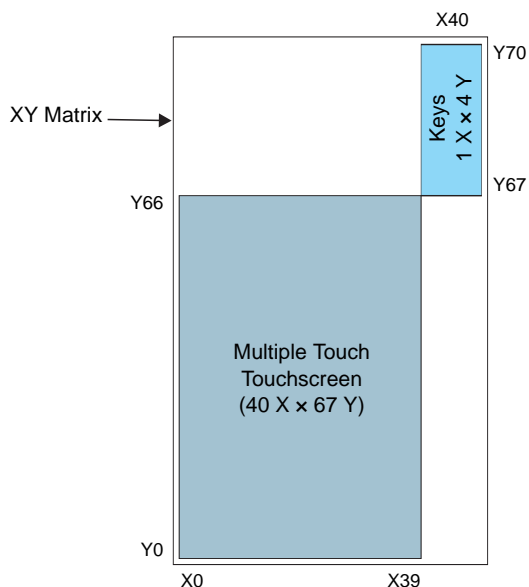 X40
Y70
XY Matrix
Keys
1 X × 4 Y
Y67
Y66
Multiple Touch
Touchscreen
(40 X × 67 Y)
Y0
X0
X39